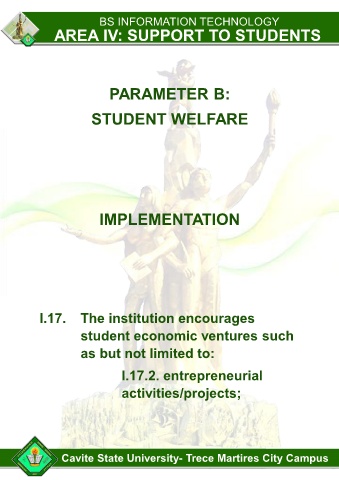 BS INFORMATION TECHNOLOGY
AREA IV: SUPPORT TO STUDENTS
PARAMETER B:
STUDENT WELFARE
IMPLEMENTATION
I.17. The institution encourages
student economic ventures such
as but not limited to:
I.17.2. entrepreneurial
activities/projects;
Cavite State University- Trece Martires City Campus